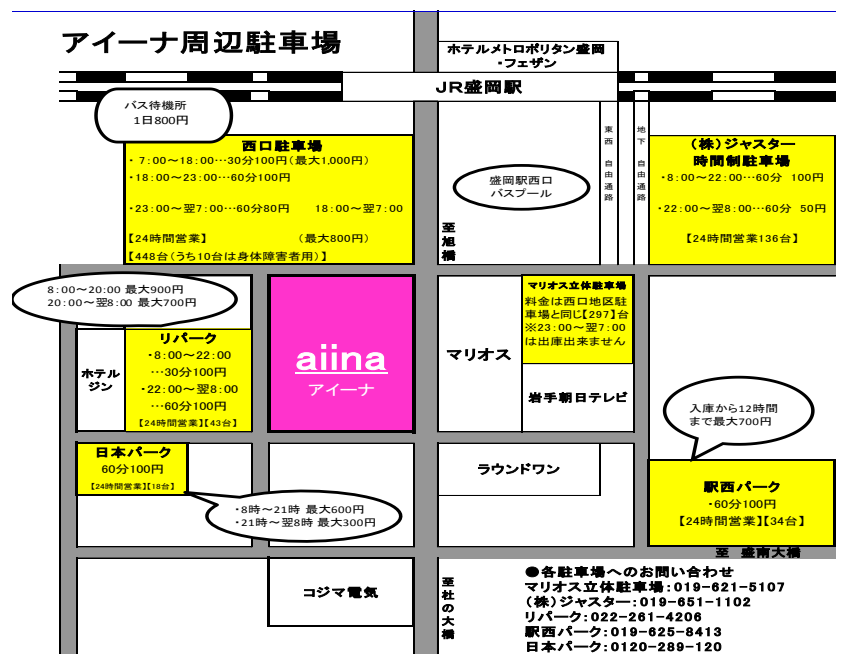 アイーナ周辺駐車場
ホテルメトロポリタン盛岡
・フェザン
JR盛岡駅
バス待機所
1日800円
西口駐車場
・ 7:00～18:00…30分100円(最大1,000円)
・18:00～23:00…60分100円
・23:00～翌7:00…60分80円　18:00～翌7:00
【24時間営業】　(最大800円)
【448台(うち10台は身体障害者用)】
盛岡駅西口
バスプール
東西 自由通路
地下 自由通路
(株)ジャスター
時間制駐車場
・8:00～22:00…60分 100円
・22:00～翌8:00…60分 50円
【24時間営業136台】
至旭橋
8:00～20:00 最大900円
20:00～翌8:00 最大700円
リパーク
・8:00～22:00
…30分100円
・22:00～翌8:00
…60分100円
【24時間営業】【43台】
ホテル
ジン
aiina
アイーナ
マリオス
マリオス立体駐車場
料金は西口地区駐
車場と同じ【297】台
※23:00～翌7:00
は出庫出来ません
岩手朝日テレビ
入庫から12時間
まで最大700円
日本パーク
60分100円
【24時間営業】【18台】
・8時～21時 最大600円
・21時～翌8時 最大300円
ラウンドワン
駅西パーク
・60分100円
【24時間営業】【34台】
至 盛南大橋
コジマ電気
至杜の大橋
●各駐車場へのお問い合わせ
マリオス立体駐車場:019-621-5107
(株)ジャスター:019-651-1102
リパーク:022-261-4206
駅西パーク:019-625-8413
日本パーク:0120-289-120